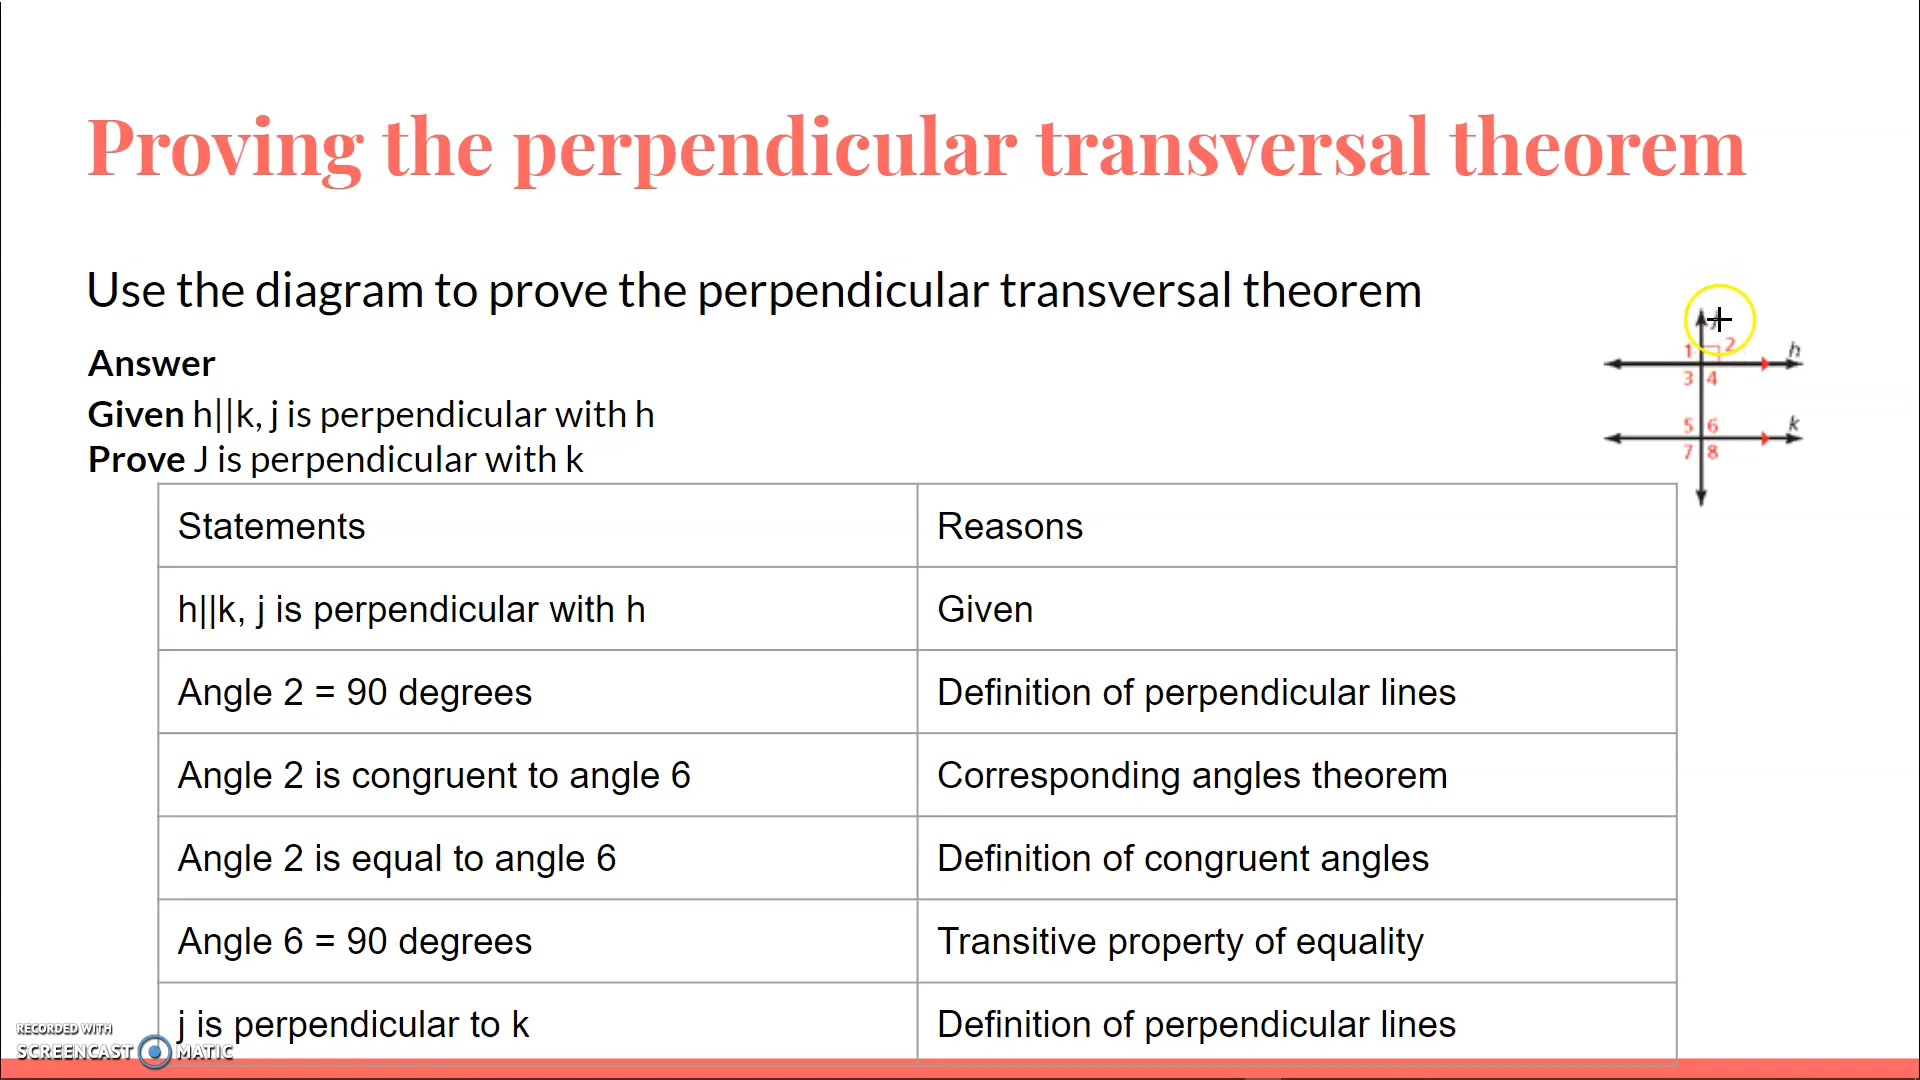 Proving the perpendicular transversal theorem
Use the diagram to prove the perpendicular transversal theorem
Answer
Given h||k, j is perpendicular with h
Prove J is perpendicular with k
1 2 h
3 4
5 6 k
7 8
Statements Reasons
h||k, j is perpendicular with h Given
Angle 2 = 90 degrees Definition of perpendicular lines
Angle 2 is congruent to angle 6 Corresponding angles theorem
Angle 2 is equal to angle 6 Definition of congruent angles
Angle 6 = 90 degrees Transitive property of equality
j is perpendicular to k Definition of perpendicular lines
RECORDED WITH
SCREENCAST MATIC